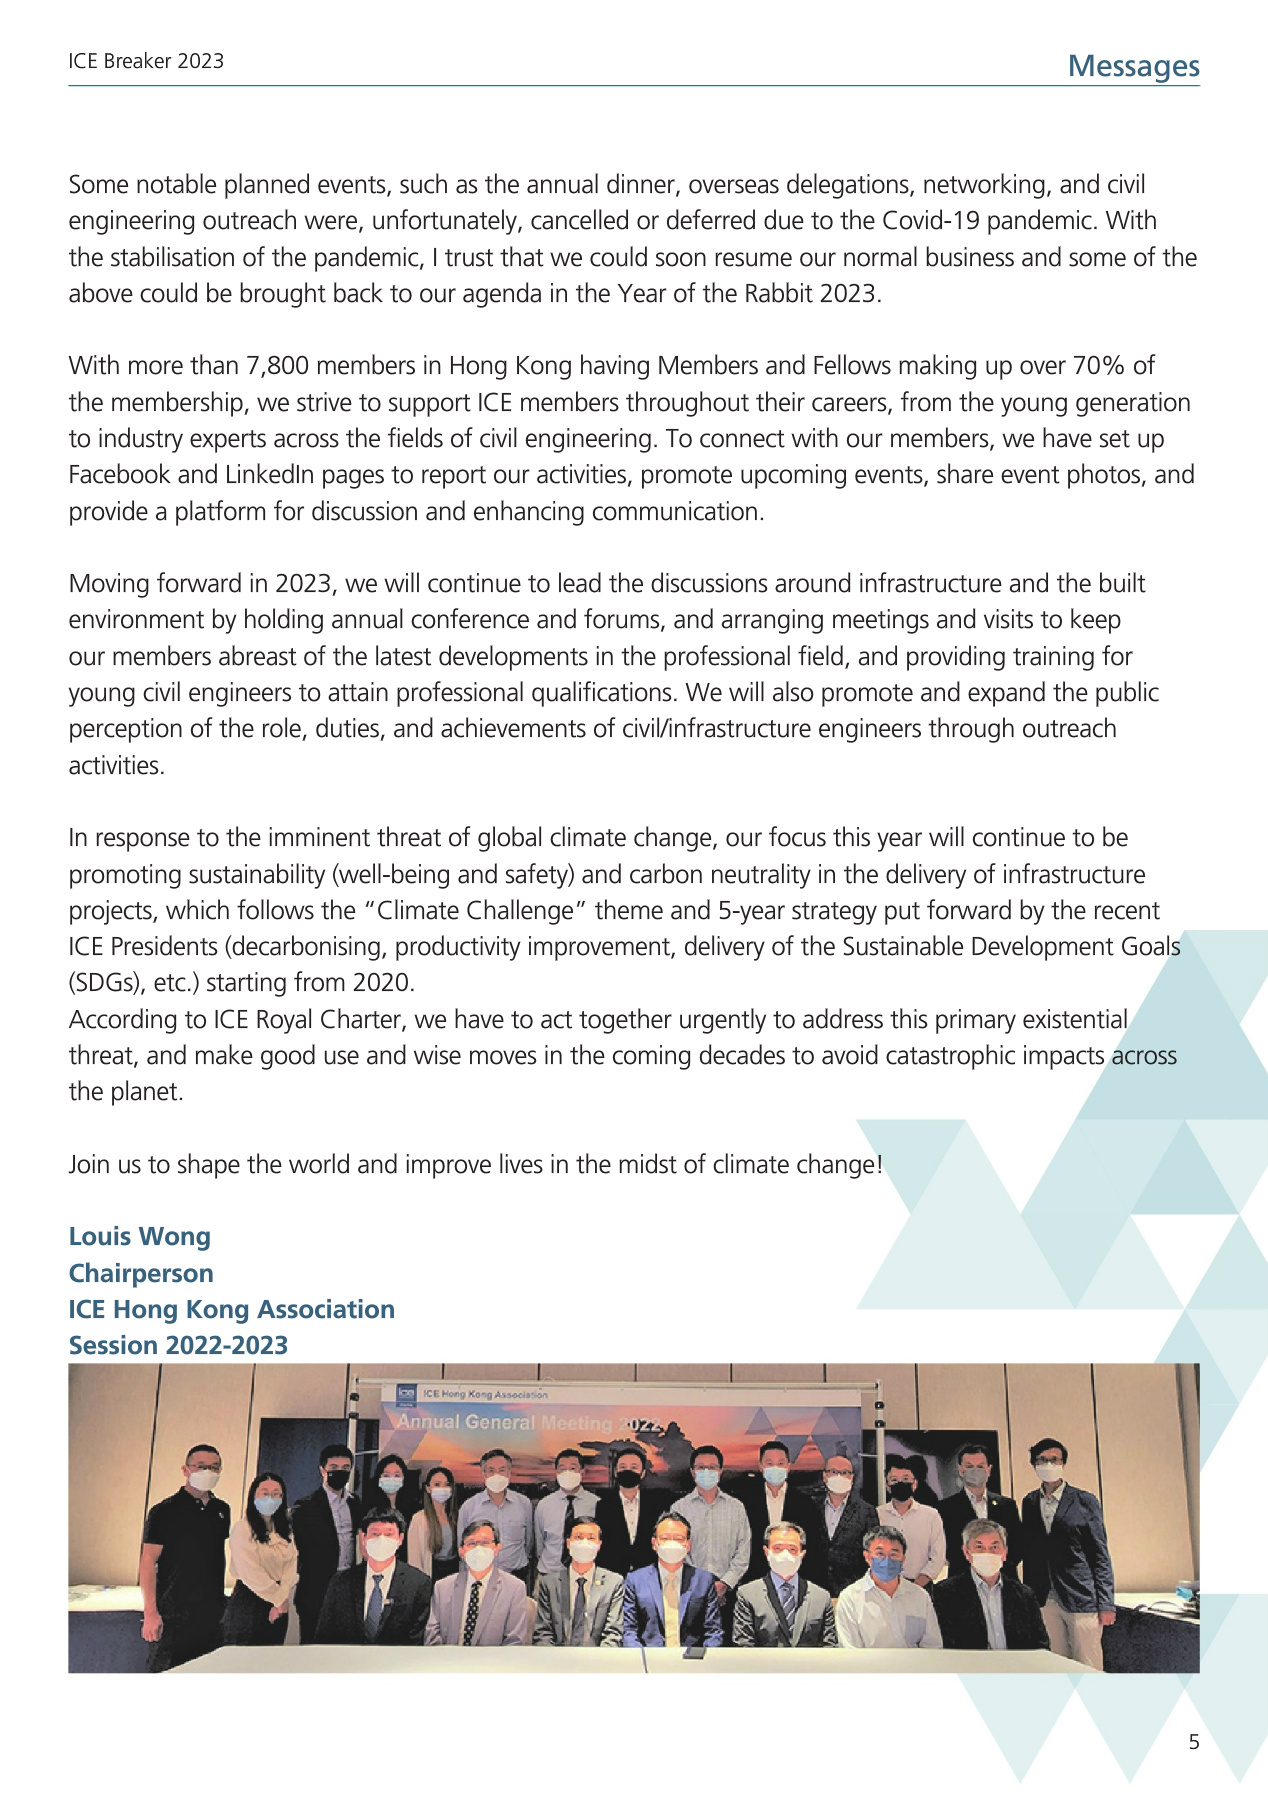 ICE Breaker 2023
Messages
Some notable planned events, such as the annual dinner, overseas delegations, networking, and civil
engineering outreach were, unfortunately, cancelled or deferred due to the Covid-19 pandemic. With
the stabilisation of the pandemic, I trust that we could soon resume our normal business and some of the
above could be brought back to our agenda in the Year of the Rabbit 2023.
With more than 7,800 members in Hong Kong having Members and Fellows making up over 70% of
the membership, we strive to support ICE members throughout their careers, from the young generation
to industry experts across the fields of civil engineering. To connect with our members, we have set up
Facebook and LinkedIn pages to report our activities, promote upcoming events, share event photos, and
provide a platform for discussion and enhancing communication.
Moving forward in 2023, we will continue to lead the discussions around infrastructure and the built
environment by holding annual conference and forums, and arranging meetings and visits to keep
our members abreast of the latest developments in the professional field, and providing training for
young civil engineers to attain professional qualifications. We will also promote and expand the public
perception of the role, duties, and achievements of civil/infrastructure engineers through outreach
activities.
In response to the imminent threat of global climate change, our focus this year will continue to be
promoting sustainability (well-being and safety) and carbon neutrality in the delivery of infrastructure
projects, which follows the “Climate Challenge” theme and 5-year strategy put forward by the recent
ICE Presidents (decarbonising, productivity improvement, delivery of the Sustainable Development Goals
(SDGs), etc.) starting from 2020.
According to ICE Royal Charter, we have to act together urgently to address this primary existential
threat, and make good use and wise moves in the coming decades to avoid catastrophic impacts across
the planet.
Join us to shape the world and improve lives in the midst of climate change!
Louis Wong
Chairperson
ICE Hong Kong Association
Session 2022-2023
ice ICE Hong Kong Association
Annual General Meeting 2022
5